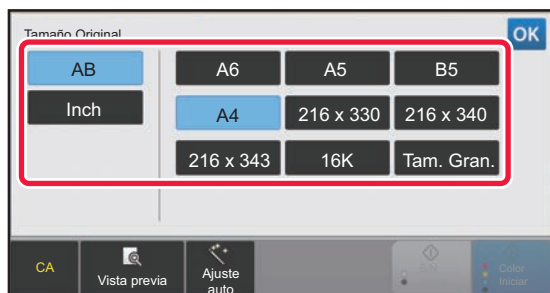 Tamaño Original
OK
AB
A6
A5
B5
Inch
A4
216 x 330
216 x 340
216 x 343
16K
Tam. Gran.
CA
Vista previa
Ajuste
auto
Color
Iniciar